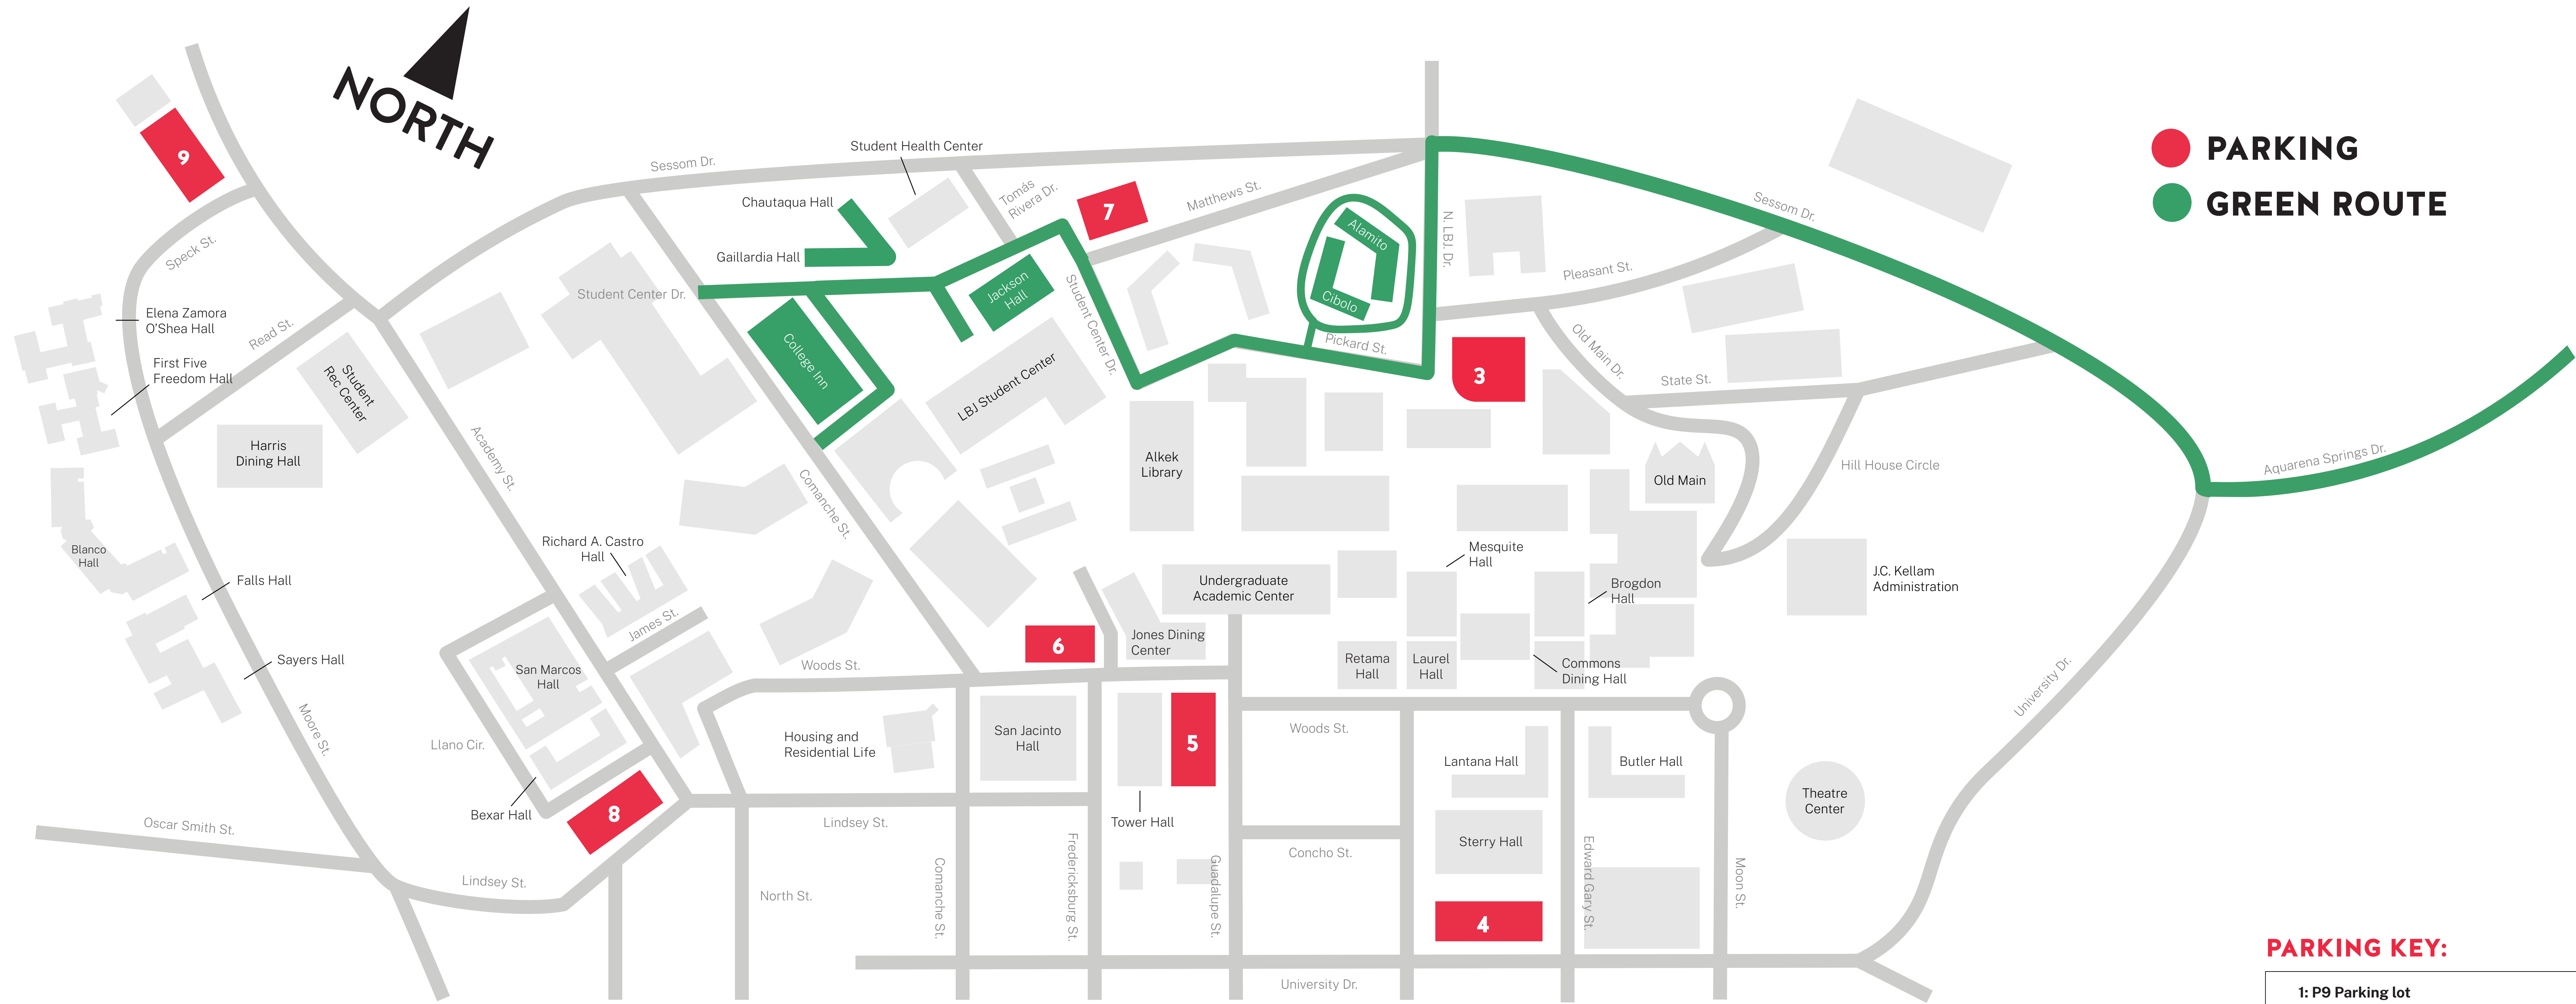 NORTH
PARKING
GREEN ROUTE
9
Sessom Dr.
Student Health Center
Tomás
Rivera Dr.
7
Matthews St.
N. LBJ. Dr.
Sessom Dr.
Chautaqua Hall
Gaillardia Hall
Alamito
Cibolo
Speck St.
Pleasant St.
Student Center Dr.
Jackson
Hall
Student Center Dr.
Elena Zamora
O'Shea Hall
Read St.
First Five
Freedom Hall
Student
Rec Center
College Inn
LBJ Student Center
Pickard St.
3
Old Main Dr.
State St.
Harris
Dining Hall
Academy St.
Comanche St.
Alkek
Library
Old Main
Hill House Circle
Aquarena Springs Dr.
Blanco
Hall
Richard A. Castro
Hall
Mesquite
Hall
Falls Hall
Undergraduate
Academic Center
Brogdon
Hall
J.C. Kellam
Administration
James St.
6
Jones Dining
Center
Sayers Hall
San Marcos
Hall
Woods St.
Retama
Hall
Laurel
Hall
Commons
Dining Hall
University Dr.
Moore St.
Llano Cir.
Housing and
Residential Life
San Jacinto
Hall
5
Woods St.
Lantana Hall
Butler Hall
Bexar Hall
8
Tower Hall
Theatre
Center
Oscar Smith St.
Lindsey St.
Concho St.
Sterry Hall
Lindsey St.
North St.
Comanche St.
Fredericksburg St.
Guadalupe St.
4
Edward Gary St.
Moon St.
University Dr.
PARKING KEY:
1: P9 Parking lot